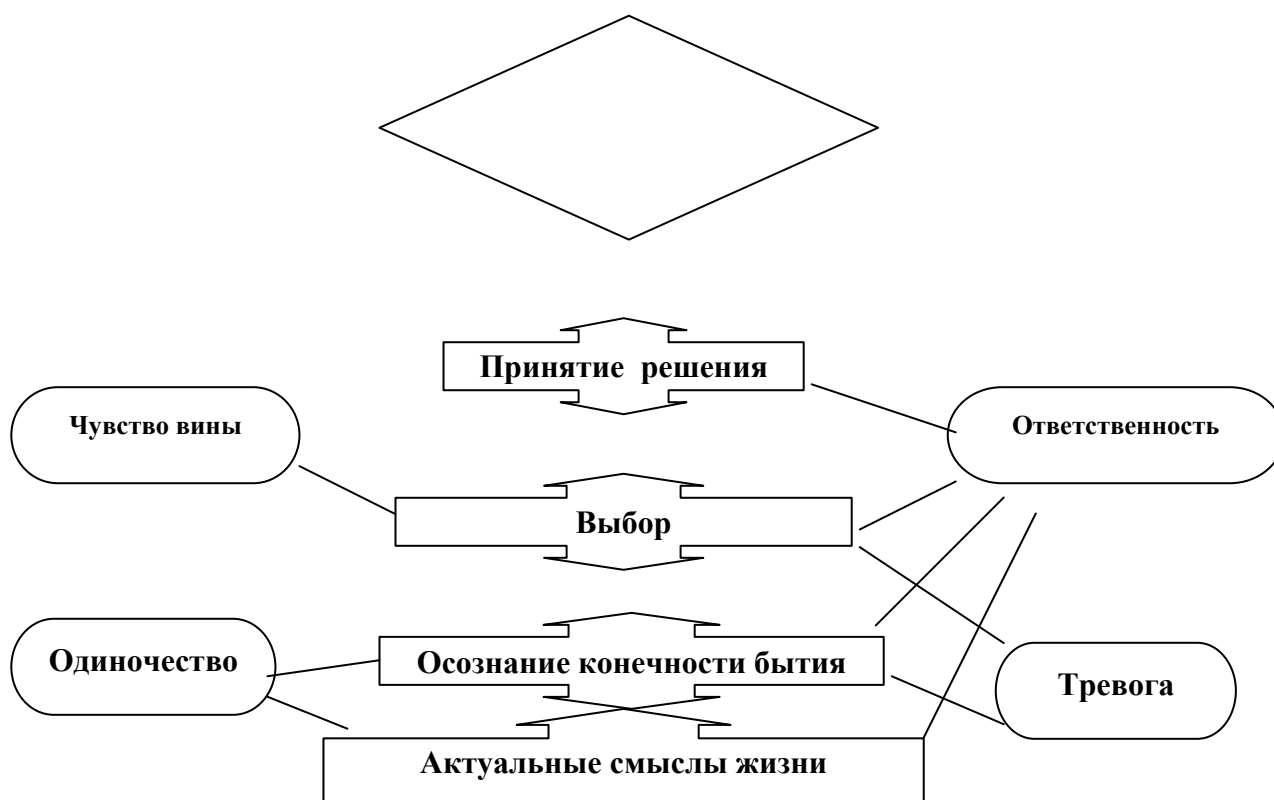 Принятие решения
Чувство вины
Ответственность
Выбор
Одиночество
Осознание конечности бытия
Тревога
Актуальные смыслы жизни